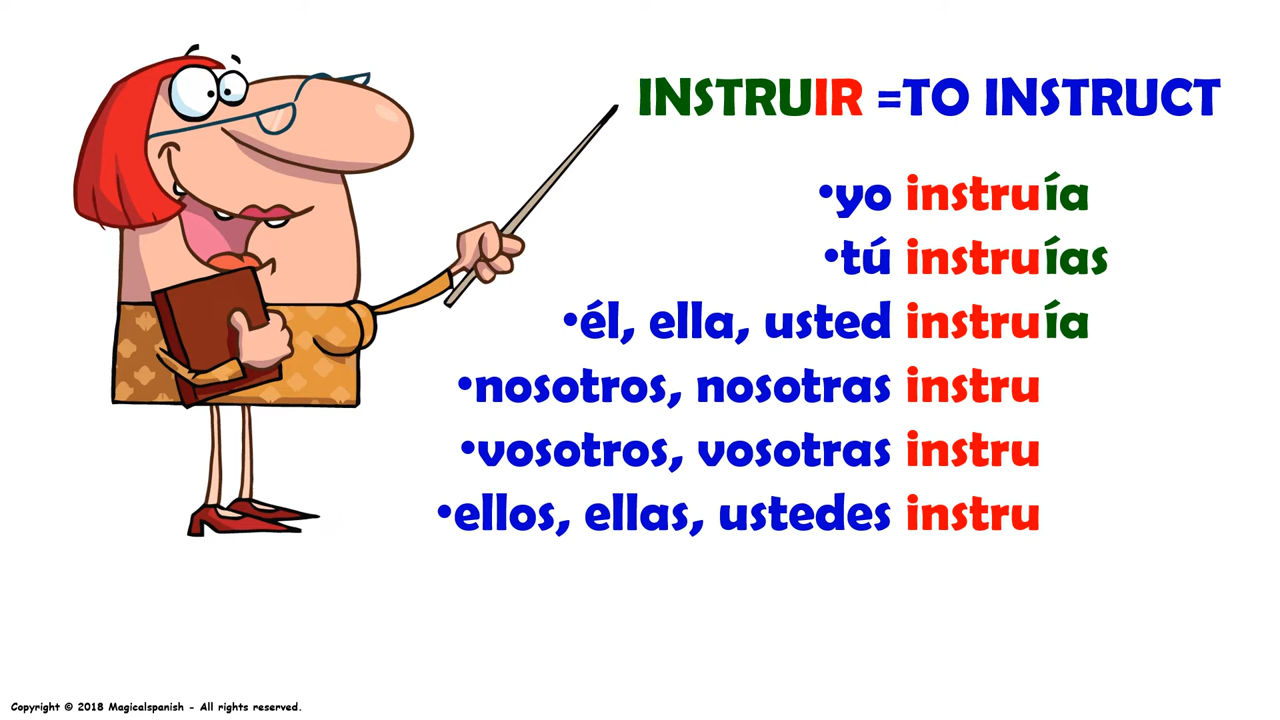 INSTRUIR =TO INSTRUCT
•yo instruía
•tú instruías
•él, ella, usted instruía
•nosotros, nosotras instru
•vosotros, vosotras instru
•ellos, ellas, ustedes instru
Copyright © 2018 Magicalspanish - All rights reserved.